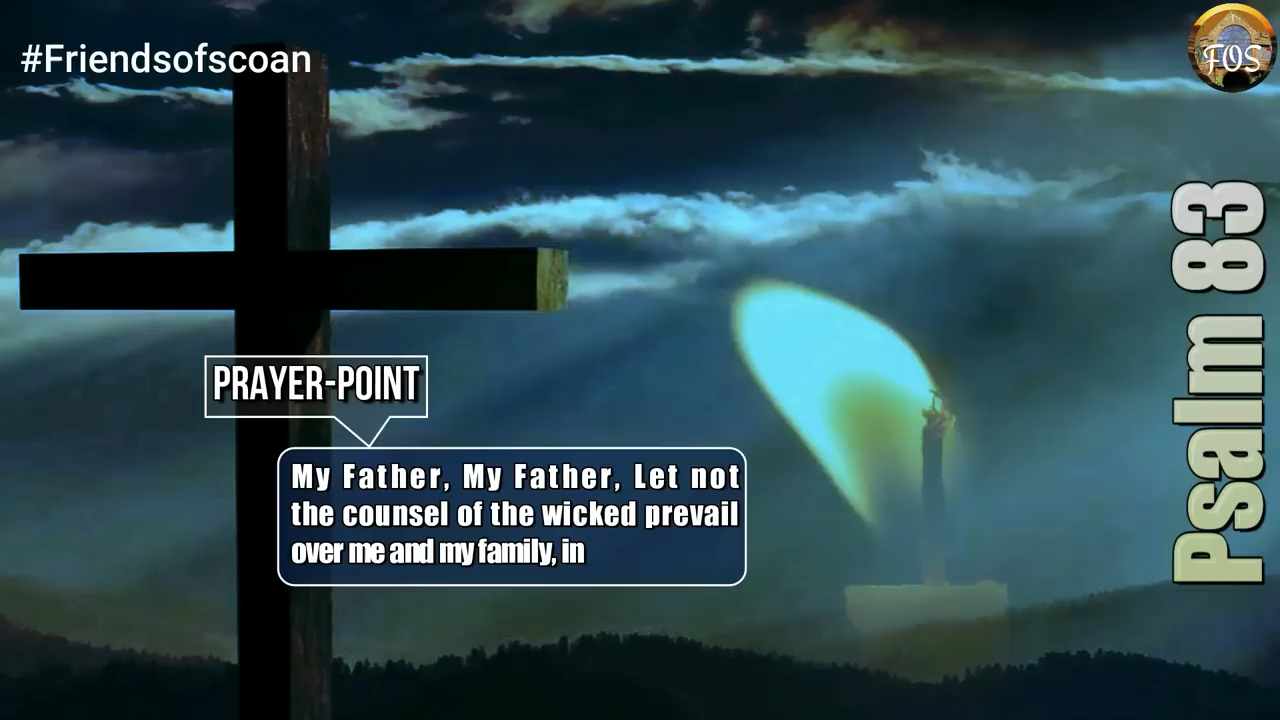 #Friendsofscoan
FOS
PRAYER-POINT
My Father, My Father, Let not
the counsel of the wicked prevail
over me and my family, in
Psalm 83